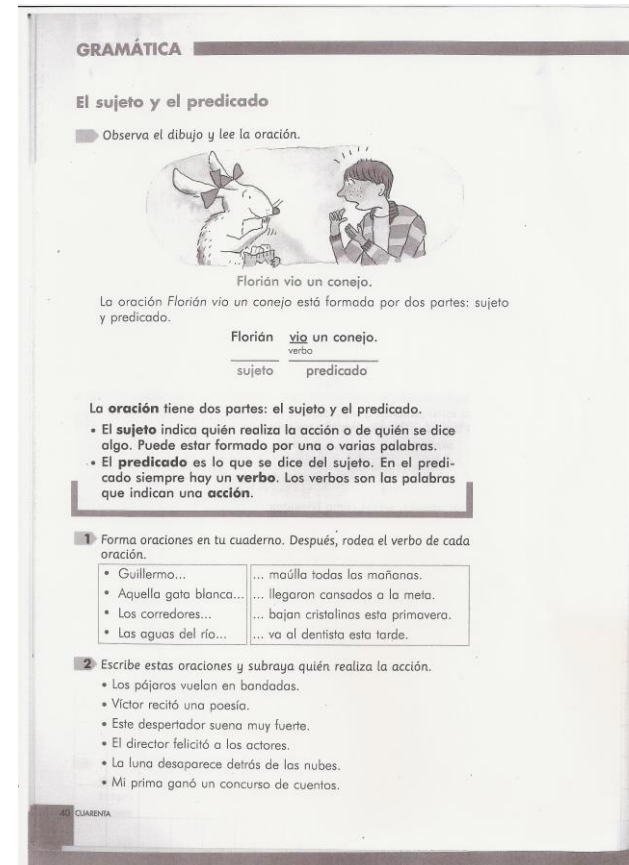 GRAMÁTICA
El sujeto y el predicado
Observa el dibujo y lee la oración.
Florián vio un conejo.
La oración Florián vio un conejo está formada por dos partes: sujeto
y predicado.
Florián vio un conejo.
verbo
sujeto predicado
La oración tiene dos partes: el sujeto y el predicado.
• El sujeto indica quién realiza la acción o de quién se dice
algo. Puede estar formado por una o varias palabras.
• El predicado es lo que se dice del sujeto. En el predi-
cado siempre hay un verbo. Los verbos son las palabras
que indican una acción.
1 Forma oraciones en tu cuaderno. Después, rodea el verbo de cada
oración.
• Guillermo... ... maúlla todas las mañanas.
• Aquella gata blanca... ... llegaron cansados a la meta.
• Los corredores... ... bajan cristalinas esta primavera.
• Las aguas del río... ... va al dentista esta tarde.
2 Escribe estas oraciones y subraya quién realiza la acción.
• Los pájaros vuelan en bandadas.
• Víctor recitó una poesía.
• Este despertador suena muy fuerte.
• El director felicitó a los actores.
• La luna desaparece detrás de las nubes.
• Mi prima ganó un concurso de cuentos.
40 CUARENTA